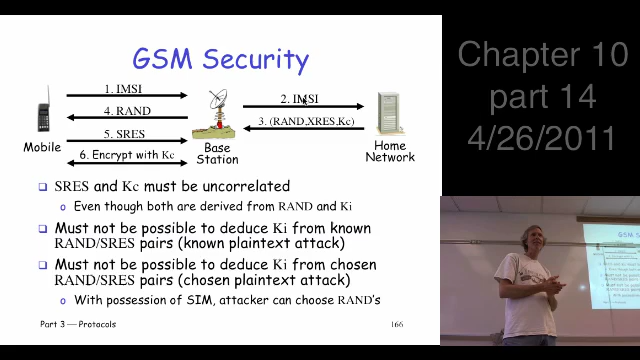 GSM Security
1. IMSI
2. IMSI
4. RAND
3. (RAND,XRES,Kc)
5. SRES
6. Encrypt with Kc
Mobile
Base
Station
Home
Network
SRES and Kc must be uncorrelated
Even though both are derived from RAND and Ki
Must not be possible to deduce Ki from known
RAND/SRES pairs (known plaintext attack)
Must not be possible to deduce Ki from chosen
RAND/SRES pairs (chosen plaintext attack)
With possession of SIM, attacker can choose RAND's
Part 3 — Protocols
166
Chapter 10
part 14
4/26/2011